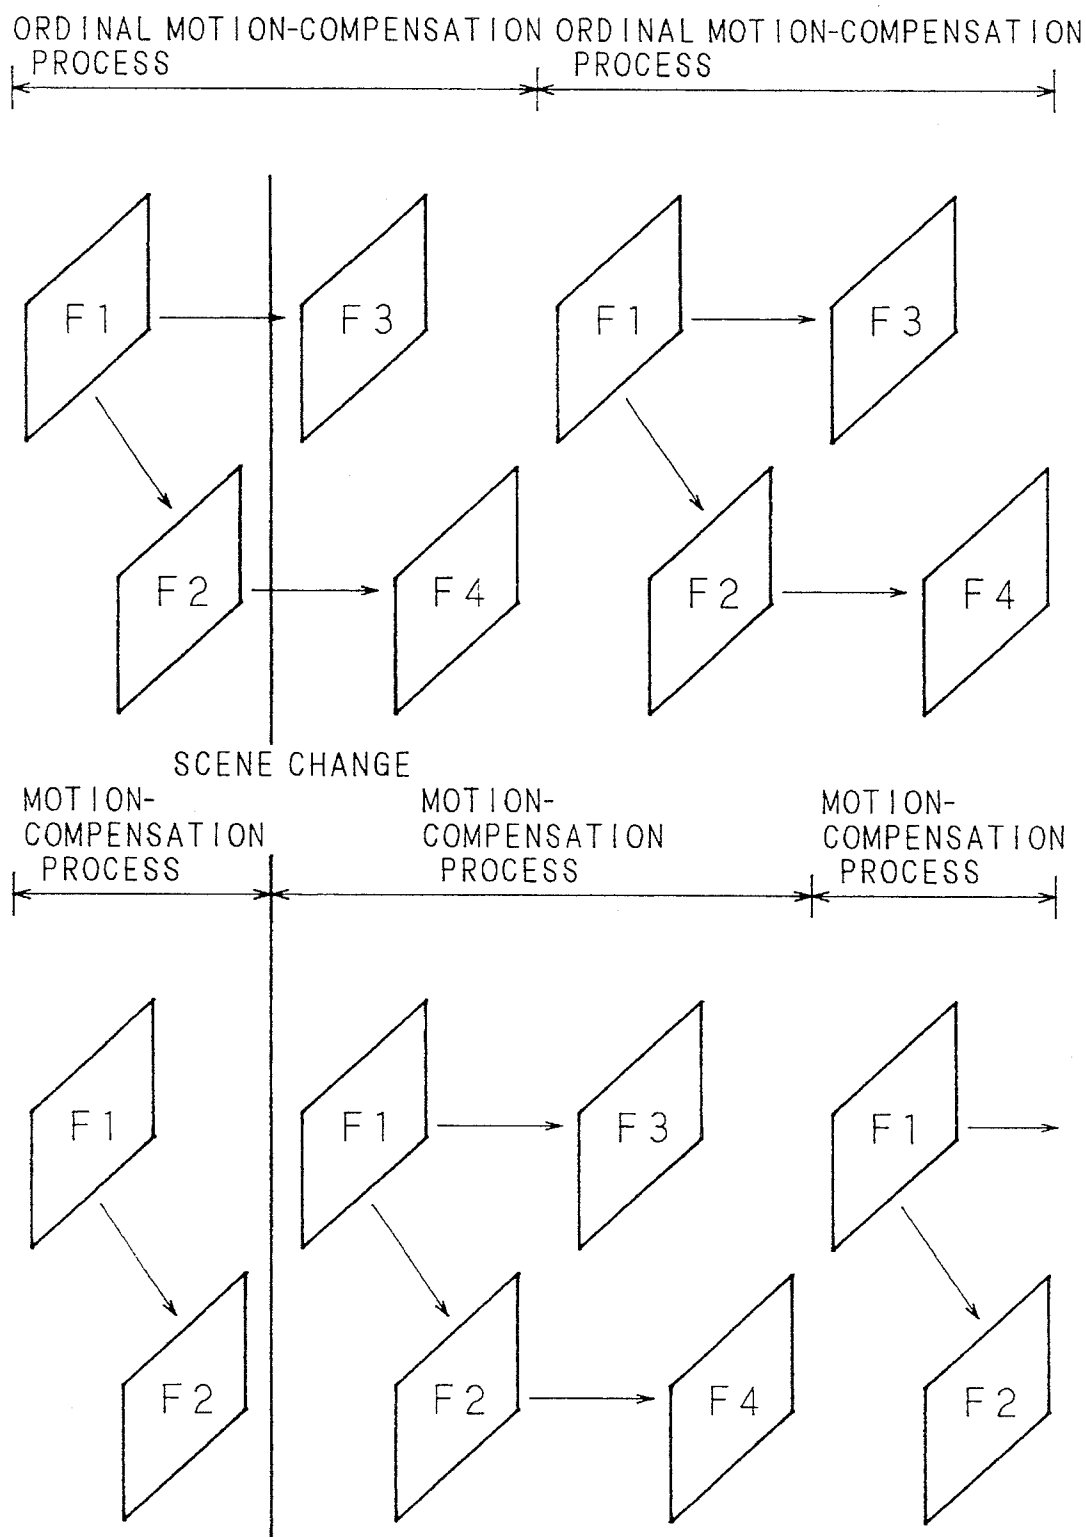 ORDINAL MOTION-COMPENSATION
PROCESS
ORDINAL MOTION-COMPENSATION
PROCESS
F1
F3
F1
F3
F2
F4
F2
F4
SCENE CHANGE
MOTION-
COMPENSATION
PROCESS
MOTION-
COMPENSATION
PROCESS
MOTION-
COMPENSATION
PROCESS
F1
F1
F3
F1
F2
F2
F4
F2